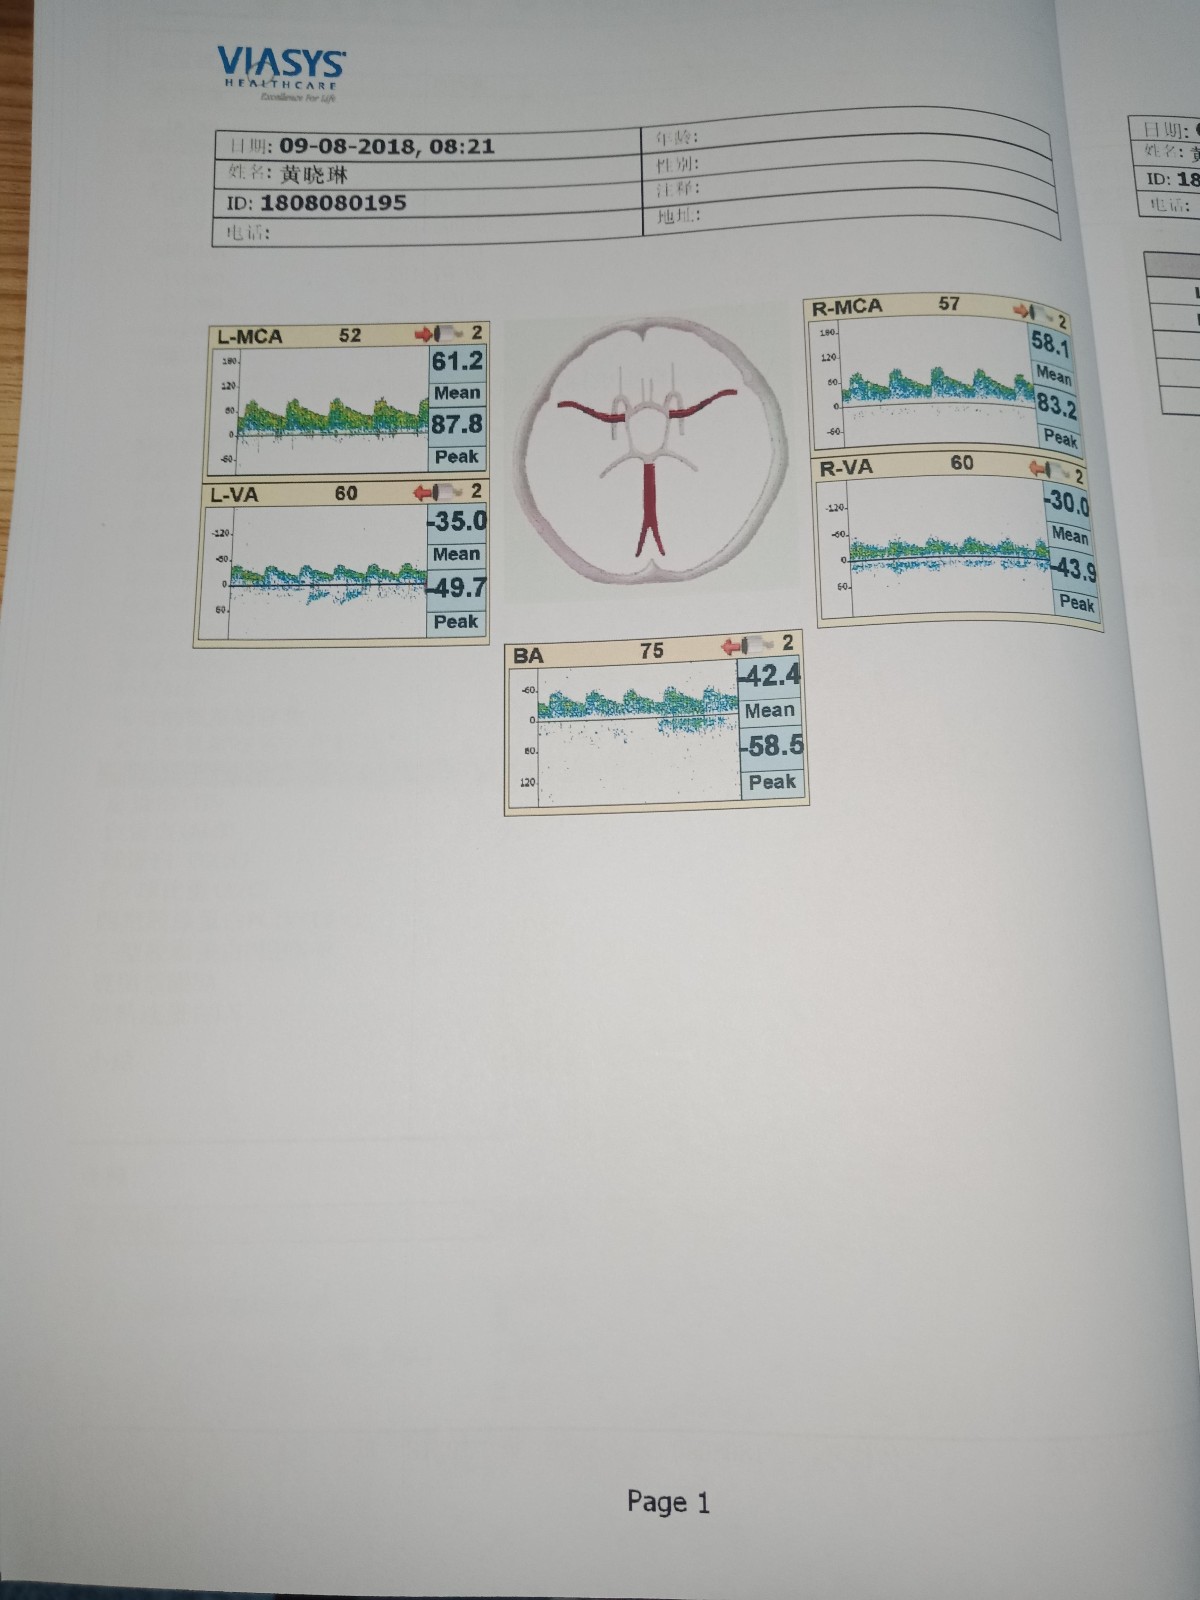 VIASYS
HEALTHCARE
Excellence For Life
日期: 09-08-2018, 08:21
年龄:
姓名: 黄晓琳
性别:
ID: 1808080195
注释:
电话:
地址:
日期:
姓名:
ID: 18
电话:
L-MCA 52 2
180
120
60
0
-60
61.2
Mean
87.8
Peak
R-MCA 57 2
180
120
60
0
-60
58.1
Mean
83.2
Peak
L-VA 60 2
-120
-60
0
60
-35.0
Mean
-49.7
Peak
R-VA 60 2
-120
-60
0
60
-30.0
Mean
-43.9
Peak
BA 75 2
-60
0
60
120
-42.4
Mean
-58.5
Peak
Page 1